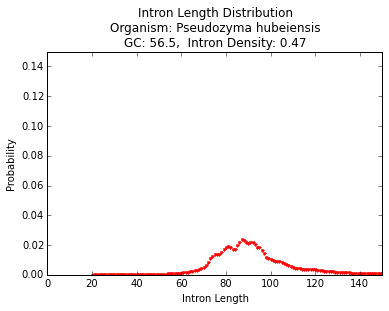 Intron Length Distribution
Organism: Pseudozyma hubeiensis
GC: 56.5,  Intron Density: 0.47
0.14
0.12
0.10
0.08
0.06
0.04
0.02
0.00
Probability
0 20 40 60 80 100 120 140
Intron Length